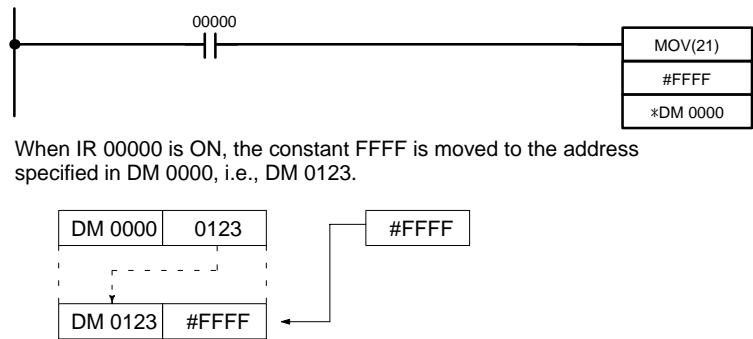 00000
MOV(21)
#FFFF
*DM 0000
When IR 00000 is ON, the constant FFFF is moved to the address
specified in DM 0000, i.e., DM 0123.
DM 0000 0123 #FFFF
DM 0123 #FFFF